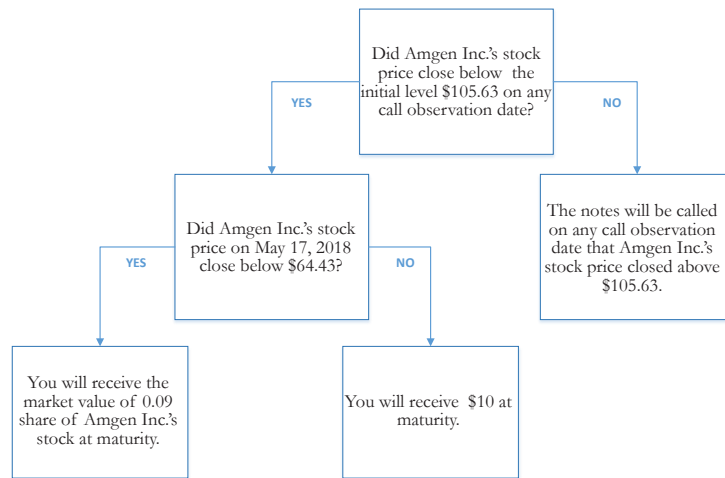 Did Amgen Inc.'s stock
price close below the
initial level $105.63 on any
call observation date?
YES
NO
Did Amgen Inc.'s stock
price on May 17, 2018
close below $64.43?
The notes will be called
on any call observation
date that Amgen Inc.'s
stock price closed above
$105.63.
YES
NO
You will receive the
market value of 0.09
share of Amgen Inc.'s
stock at maturity.
You will receive $10 at
maturity.